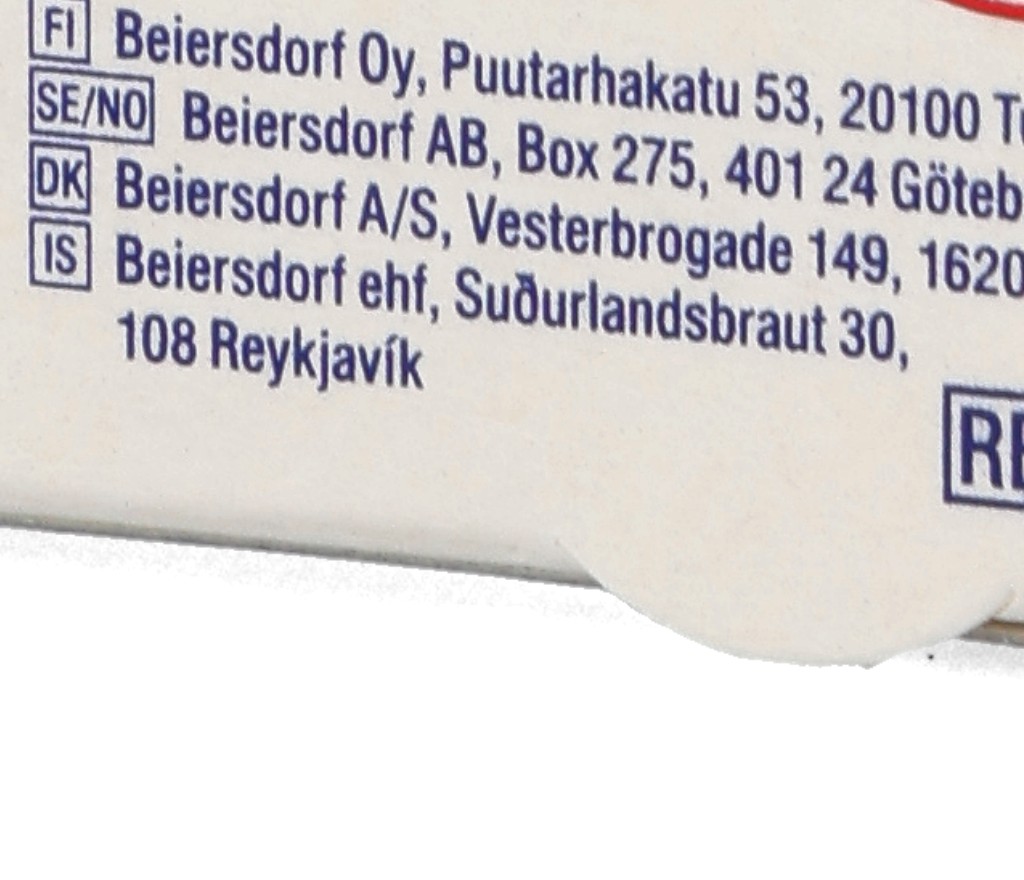 FI Beiersdorf Oy, Puutarhakatu 53, 20100
SE/NO Beiersdorf AB, Box 275, 401 24
DK Beiersdorf A/S, Vesterbrogade 149, 1620
IS Beiersdorf ehf, Suðurlandsbraut 30,
108 Reykjavík